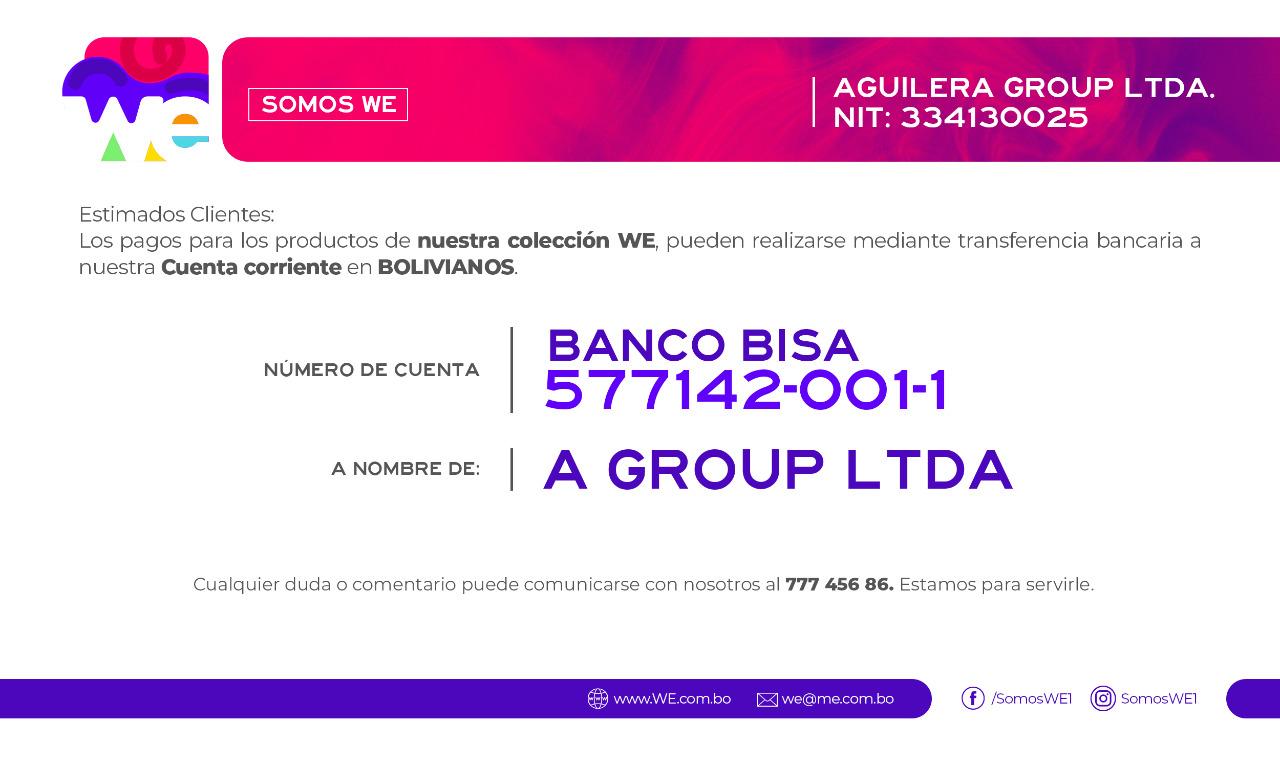 we
SOMOS WE
AGUILERA GROUP LTDA.
NIT: 334130025
Estimados Clientes:
Los pagos para los productos de nuestra colección WE, pueden realizarse mediante transferencia bancaria a
nuestra Cuenta corriente en BOLIVIANOS.
NÚMERO DE CUENTA
BANCO BISA
577142-001-1
A NOMBRE DE:
A GROUP LTDA
Cualquier duda o comentario puede comunicarse con nosotros al 777 456 86. Estamos para servirle.
www.WE.com.bo
we@me.com.bo
/SomosWE1
SomosWE1